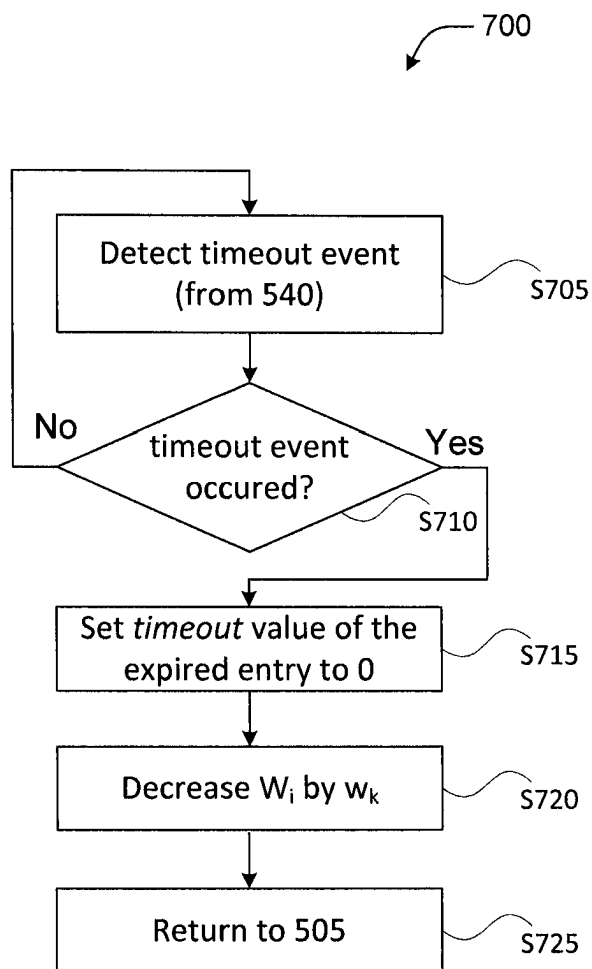 700
Detect timeout event
(from 540)
S705
No
Yes
timeout event
occured?
S710
Set timeout value of the
expired entry to 0
S715
Decrease Wi by wk
S720
Return to 505
S725